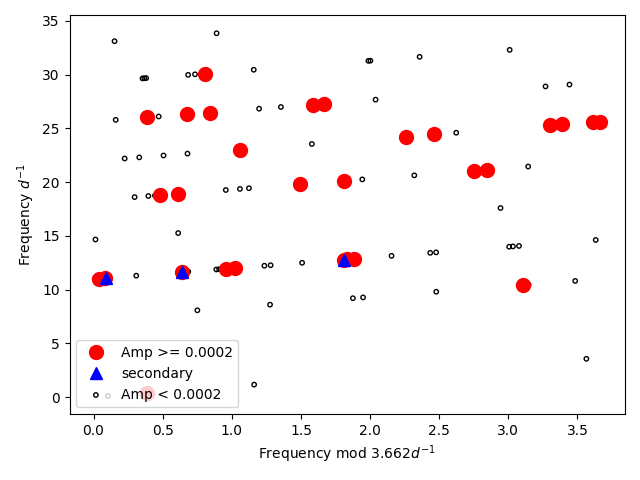 35
30
25
20
15
10
5
0
Frequency d⁻¹
Amp >= 0.0002
secondary
Amp < 0.0002
0.0 0.5 1.0 1.5 2.0 2.5 3.0 3.5
Frequency mod 3.662d⁻¹